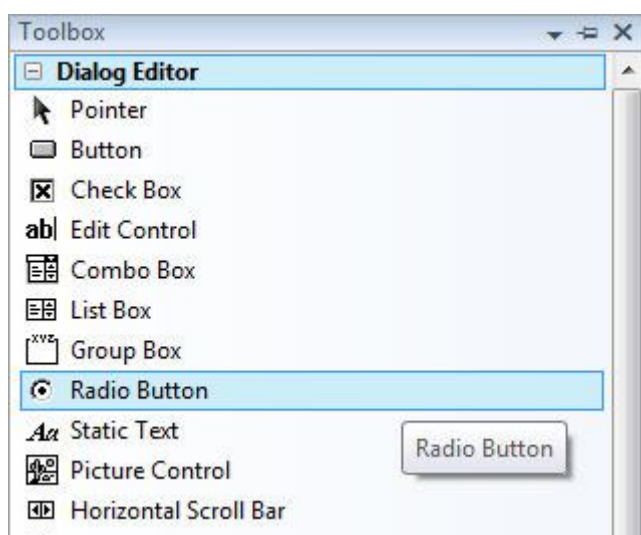 Toolbox
Dialog Editor
Pointer
Button
Check Box
ab| Edit Control
Combo Box
List Box
xyz Group Box
Radio Button
Aa Static Text
Radio Button
Picture Control
Horizontal Scroll Bar